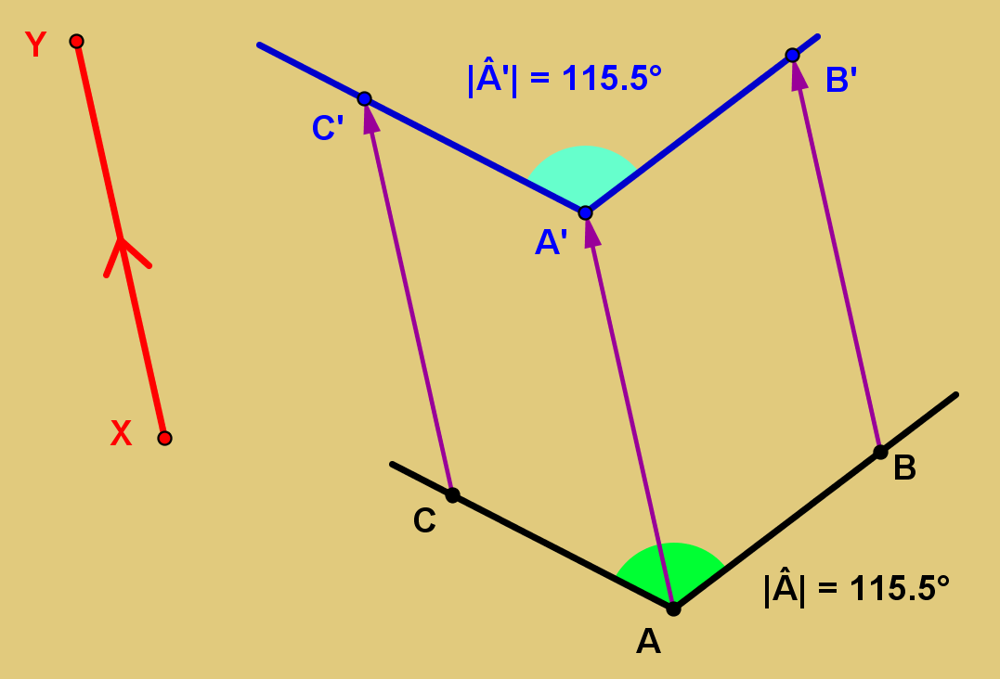 Y
|Â'| = 115.5°
B'
C'
A'
X
B
C
|Â| = 115.5°
A